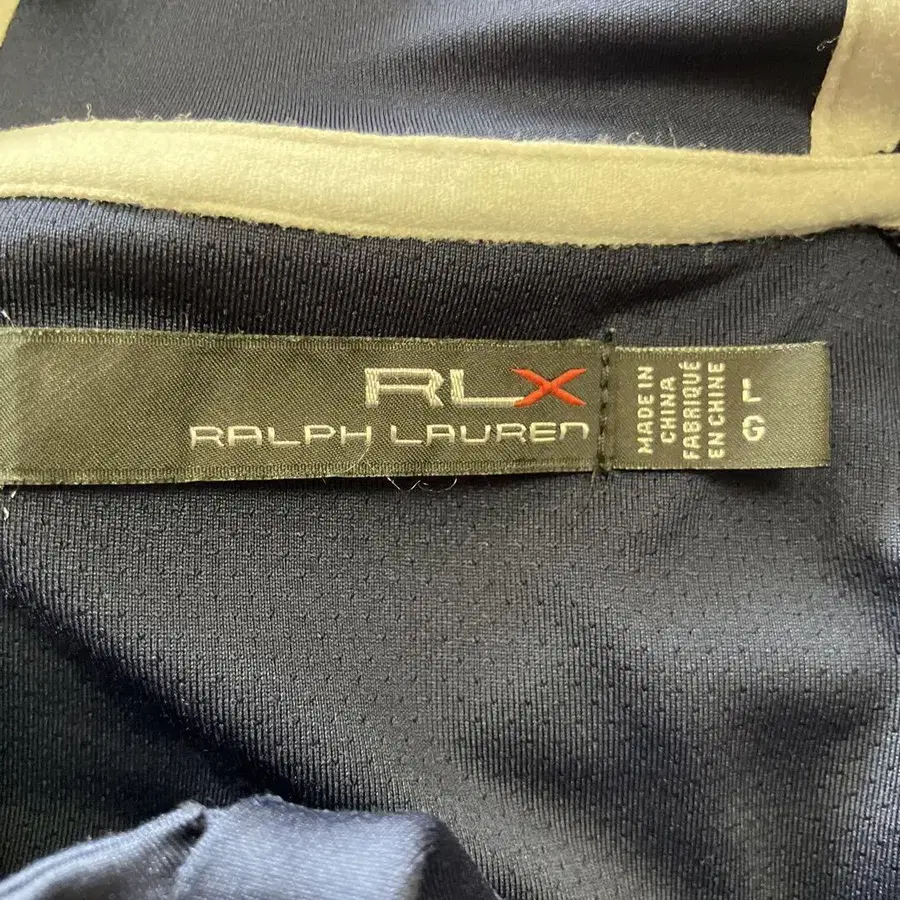 RLX
RALPH LAUREN
MADE IN
CHINA
FABRIQUÉ
EN CHINE
L
G